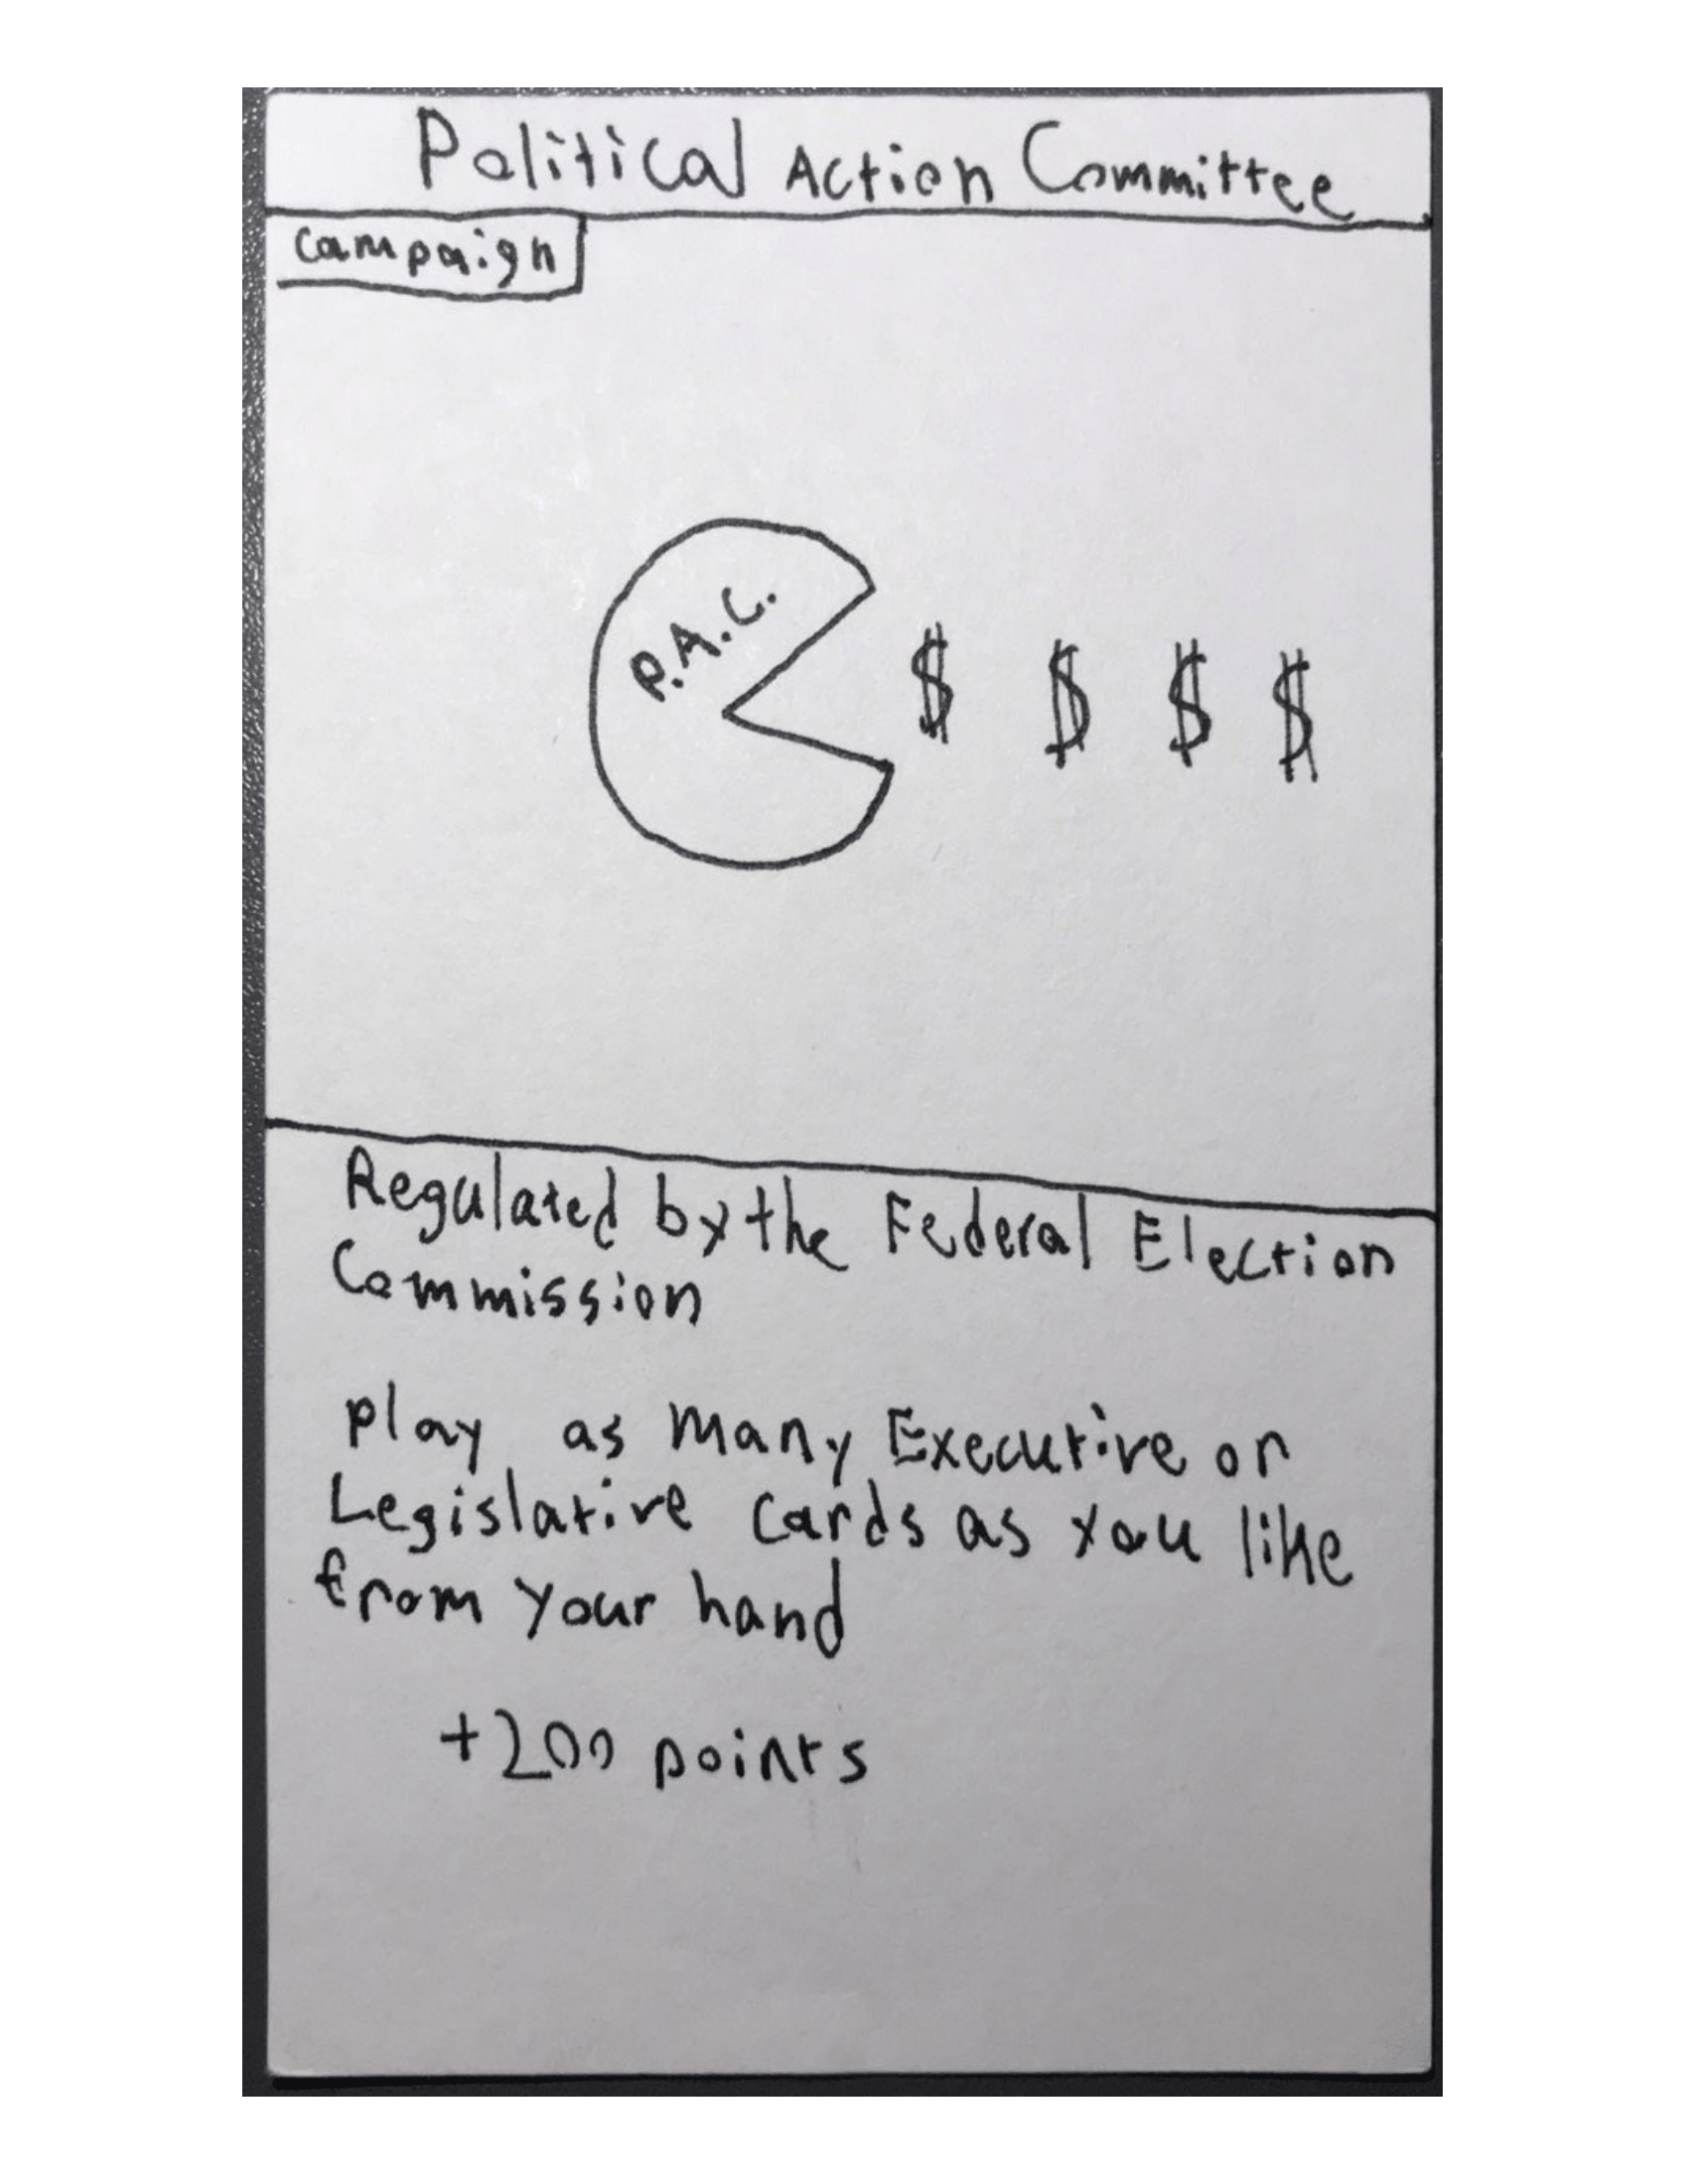 Political Action Committee
Campaign
P.A.C.
$ $ $ $
Regulated by the Federal Election
Commission
Play as Many Executive or
Legislative Cards as you like
from your hand
+200 points